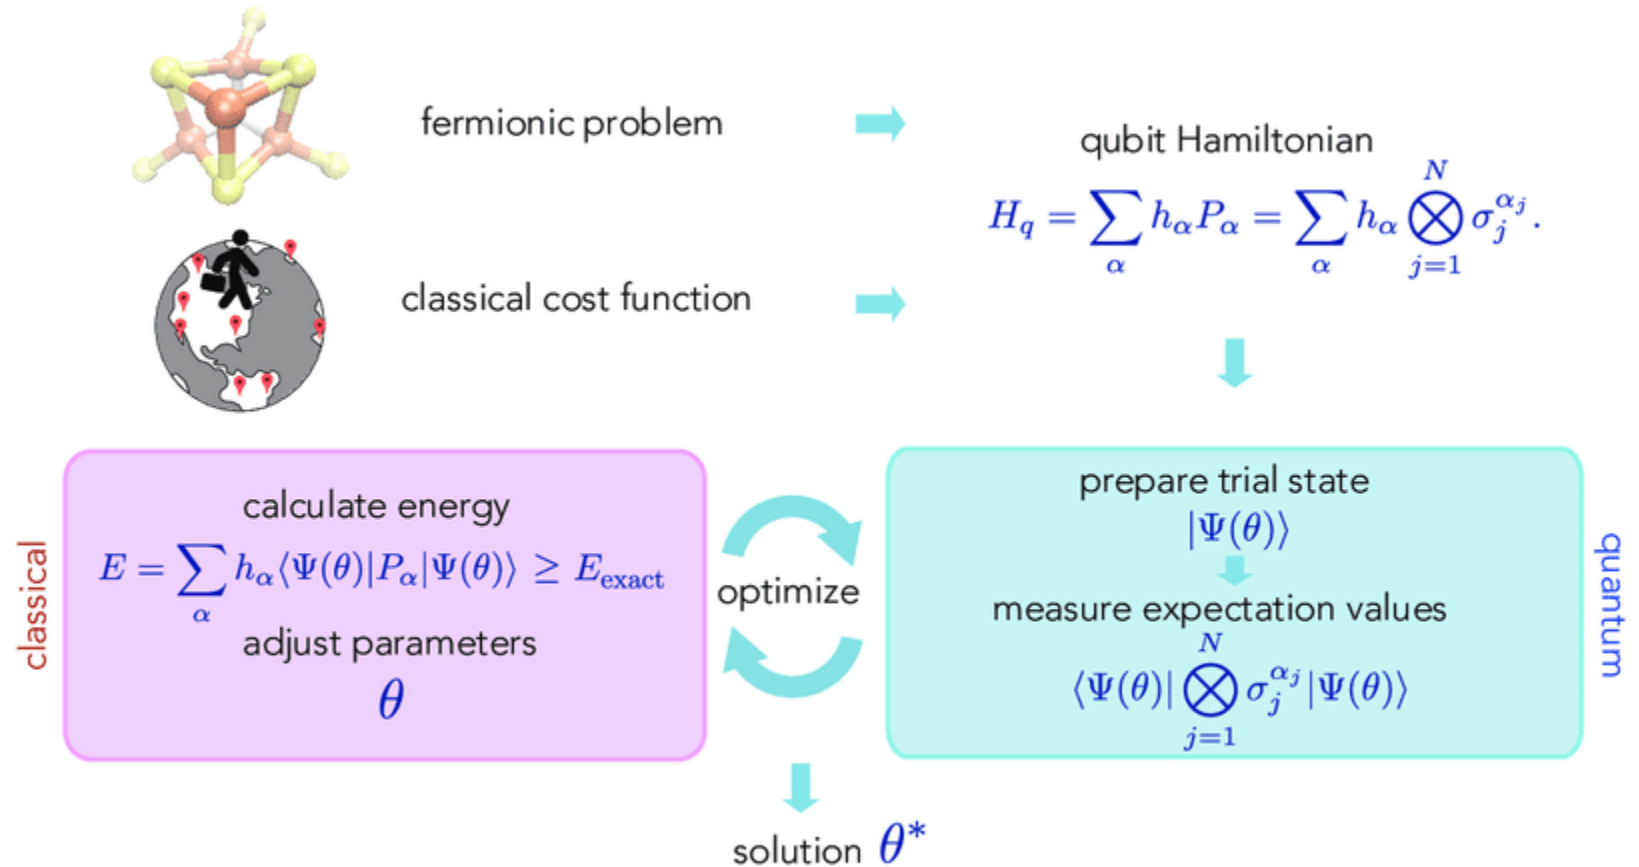 fermionic problem
qubit Hamiltonian
H_q = ∑_α h_α P_α = ∑_α h_α ⨂_{j=1}^{N} σ_j^{α_j}.
classical cost function
classical
calculate energy
E = ∑_α h_α ⟨Ψ(θ)|P_α|Ψ(θ)⟩ ≥ E_exact
adjust parameters
θ
optimize
prepare trial state
|Ψ(θ)⟩
measure expectation values
⟨Ψ(θ)| ⨂_{j=1}^{N} σ_j^{α_j} |Ψ(θ)⟩
quantum
solution θ*